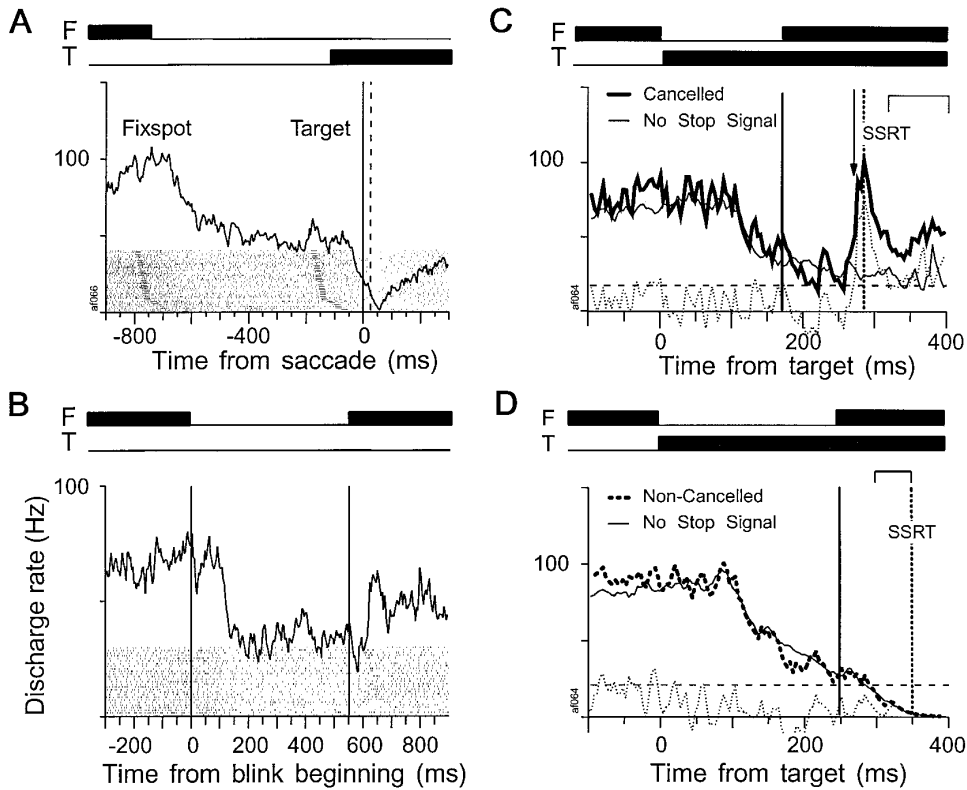 A
F
T
Fixspot
Target
100
af066
-800
-400
0
Time from saccade (ms)
B
F
T
100
Discharge rate (Hz)
-200
0
200
400
600
800
Time from blink beginning (ms)
C
F
T
Cancelled
No Stop Signal
SSRT
100
af064
0
200
400
Time from target (ms)
D
F
T
Non-Cancelled
No Stop Signal
SSRT
100
af064
0
200
400
Time from target (ms)